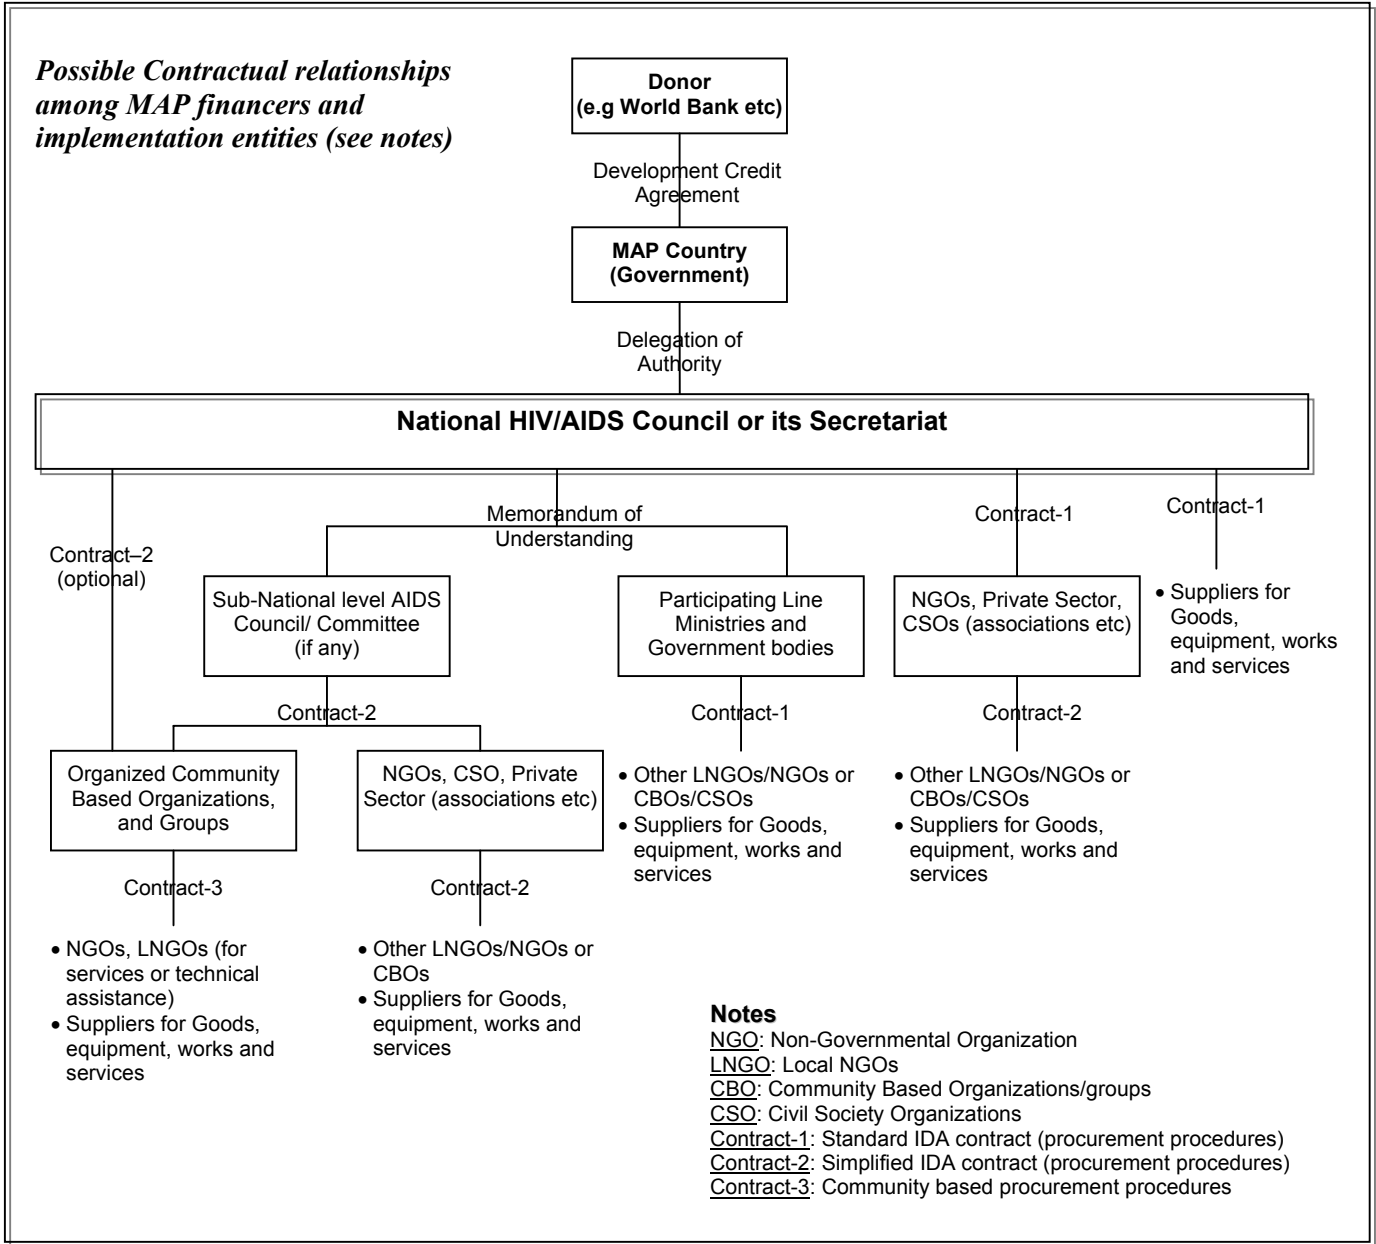 Possible Contractual relationships
among MAP financers and
implementation entities (see notes)
Donor
(e.g World Bank etc)
Development Credit
Agreement
MAP Country
(Government)
Delegation of
Authority
National HIV/AIDS Council or its Secretariat
Contract–2
(optional)
Memorandum of
Understanding
Contract-1
Contract-1
Sub-National level AIDS
Council/ Committee
(if any)
Participating Line
Ministries and
Government bodies
NGOs, Private Sector,
CSOs (associations etc)
• Suppliers for
Goods,
equipment, works
and services
Contract-2
Contract-1
Contract-2
Organized Community
Based Organizations,
and Groups
NGOs, CSO, Private
Sector (associations etc)
• Other LNGOs/NGOs or
CBOs/CSOs
• Suppliers for Goods,
equipment, works and
services
• Other LNGOs/NGOs or
CBOs/CSOs
• Suppliers for Goods,
equipment, works and
services
Contract-3
Contract-2
• NGOs, LNGOs (for
services or technical
assistance)
• Suppliers for Goods,
equipment, works and
services
• Other LNGOs/NGOs or
CBOs
• Suppliers for Goods,
equipment, works and
services
Notes
NGO: Non-Governmental Organization
LNGO: Local NGOs
CBO: Community Based Organizations/groups
CSO: Civil Society Organizations
Contract-1: Standard IDA contract (procurement procedures)
Contract-2: Simplified IDA contract (procurement procedures)
Contract-3: Community based procurement procedures